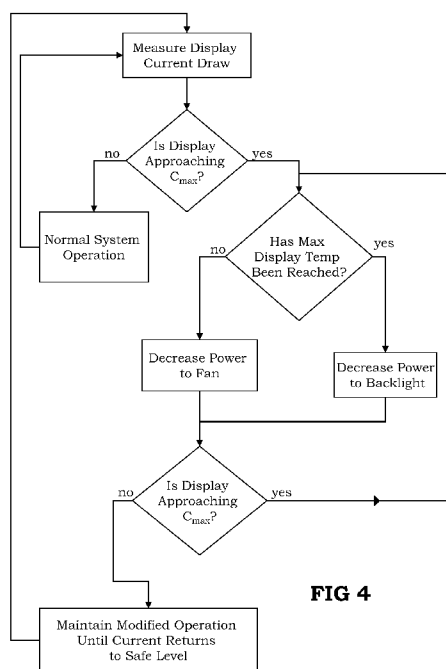 Measure Display
Current Draw
Is Display
Approaching
Cmax?
no
yes
Normal System
Operation
Has Max
Display Temp
Been Reached?
no
yes
Decrease Power
to Fan
Decrease Power
to Backlight
Is Display
Approaching
Cmax?
no
yes
FIG 4
Maintain Modified Operation
Until Current Returns
to Safe Level